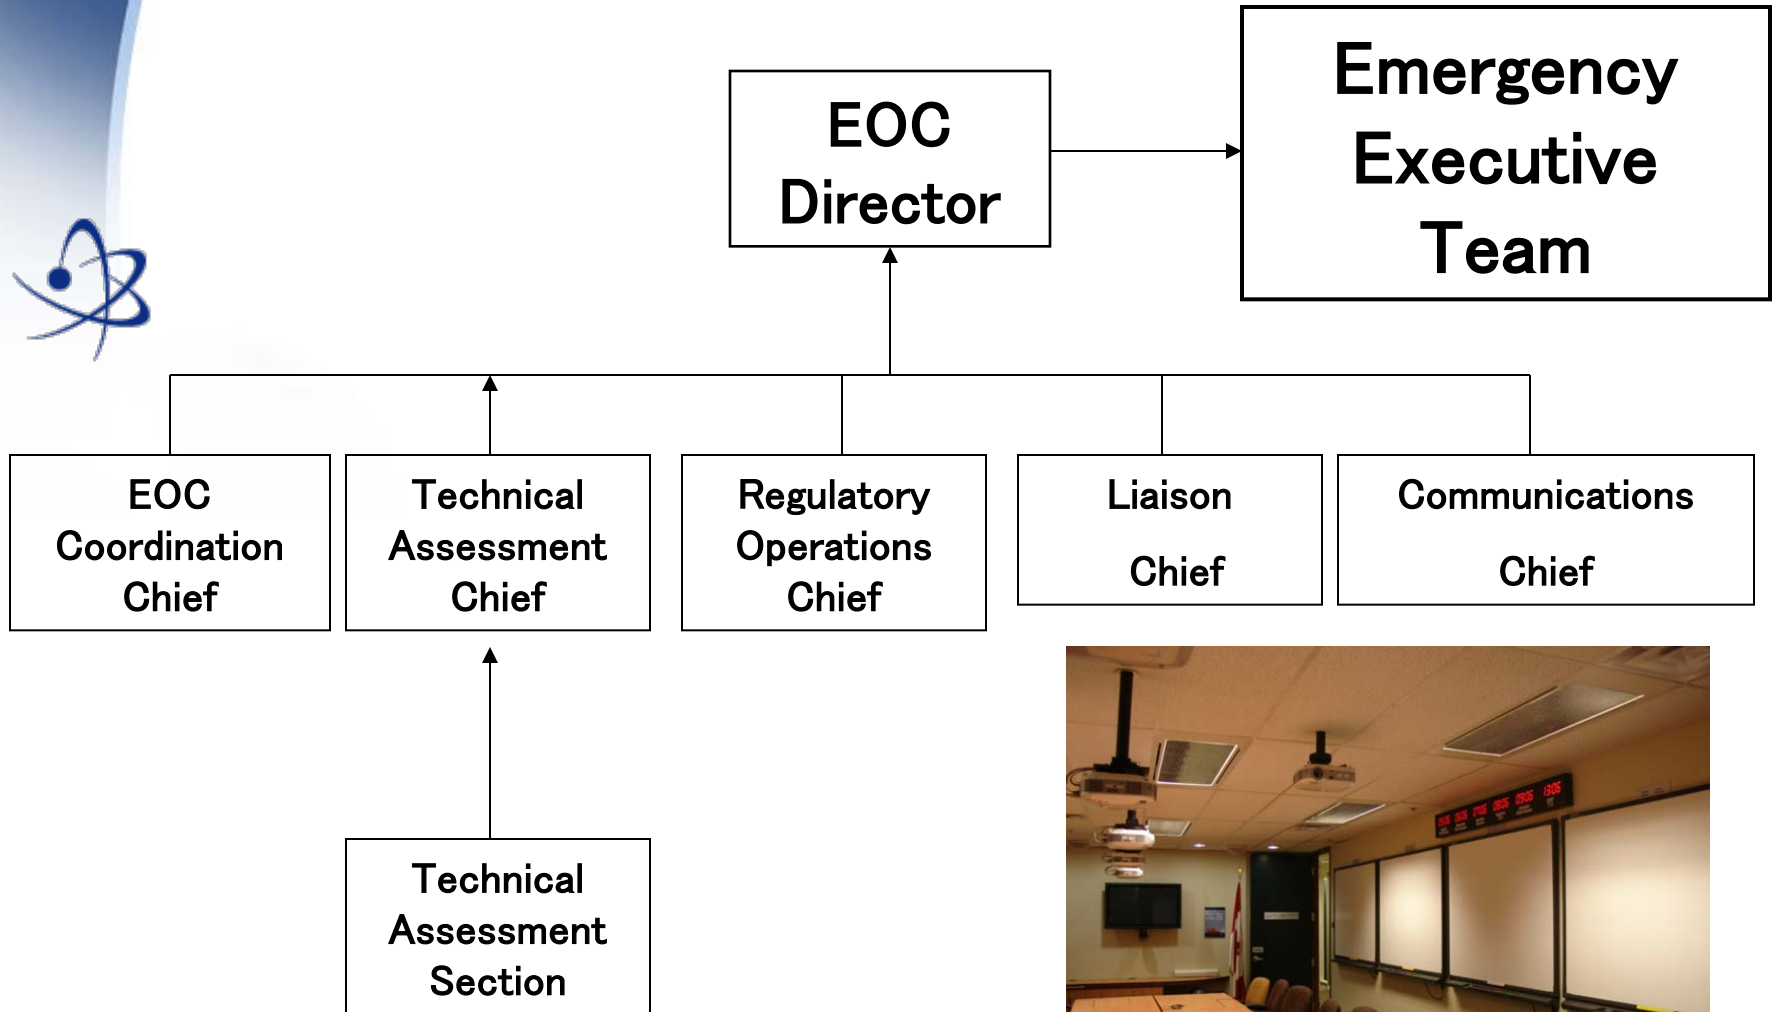 EOC
Director
Emergency
Executive
Team
EOC
Coordination
Chief
Technical
Assessment
Chief
Regulatory
Operations
Chief
Liaison
Chief
Communications
Chief
Technical
Assessment
Section